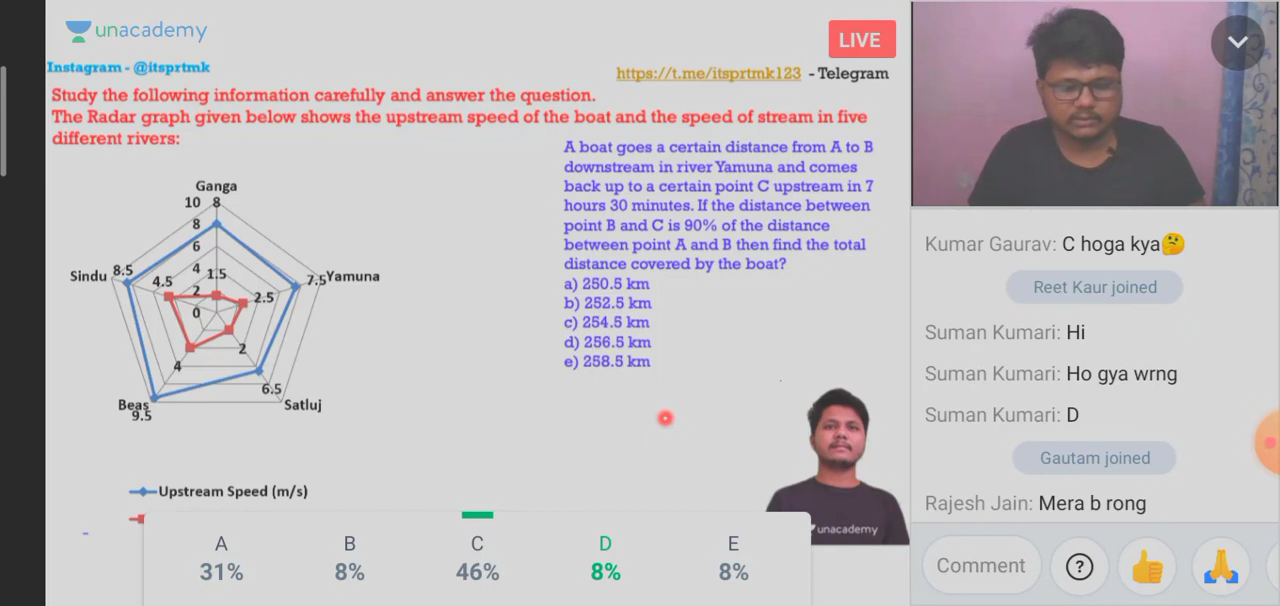 unacademy
LIVE
Instagram - @itsprtmk
https://t.me/itsprtmk123 - Telegram
Study the following information carefully and answer the question.
The Radar graph given below shows the upstream speed of the boat and the speed of stream in five
different rivers:
A boat goes a certain distance from A to B
downstream in river Yamuna and comes
back up to a certain point C upstream in 7
hours 30 minutes. If the distance between
point B and C is 90% of the distance
between point A and B then find the total
distance covered by the boat?
a) 250.5 km
b) 252.5 km
c) 254.5 km
d) 256.5 km
e) 258.5 km
Ganga
10 8
8
6
Sindu 8.5
4 1.5
7.5 Yamuna
4.5
2
2.5
0
2
4
6.5
Beas
9.5
Satluj
Upstream Speed (m/s)
unacademy
A B C D E
31% 8% 46% 8% 8%
Kumar Gaurav: C hoga kya🤔
Reet Kaur joined
Suman Kumari: Hi
Suman Kumari: Ho gya wrng
Suman Kumari: D
Gautam joined
Rajesh Jain: Mera b rong
Comment
?